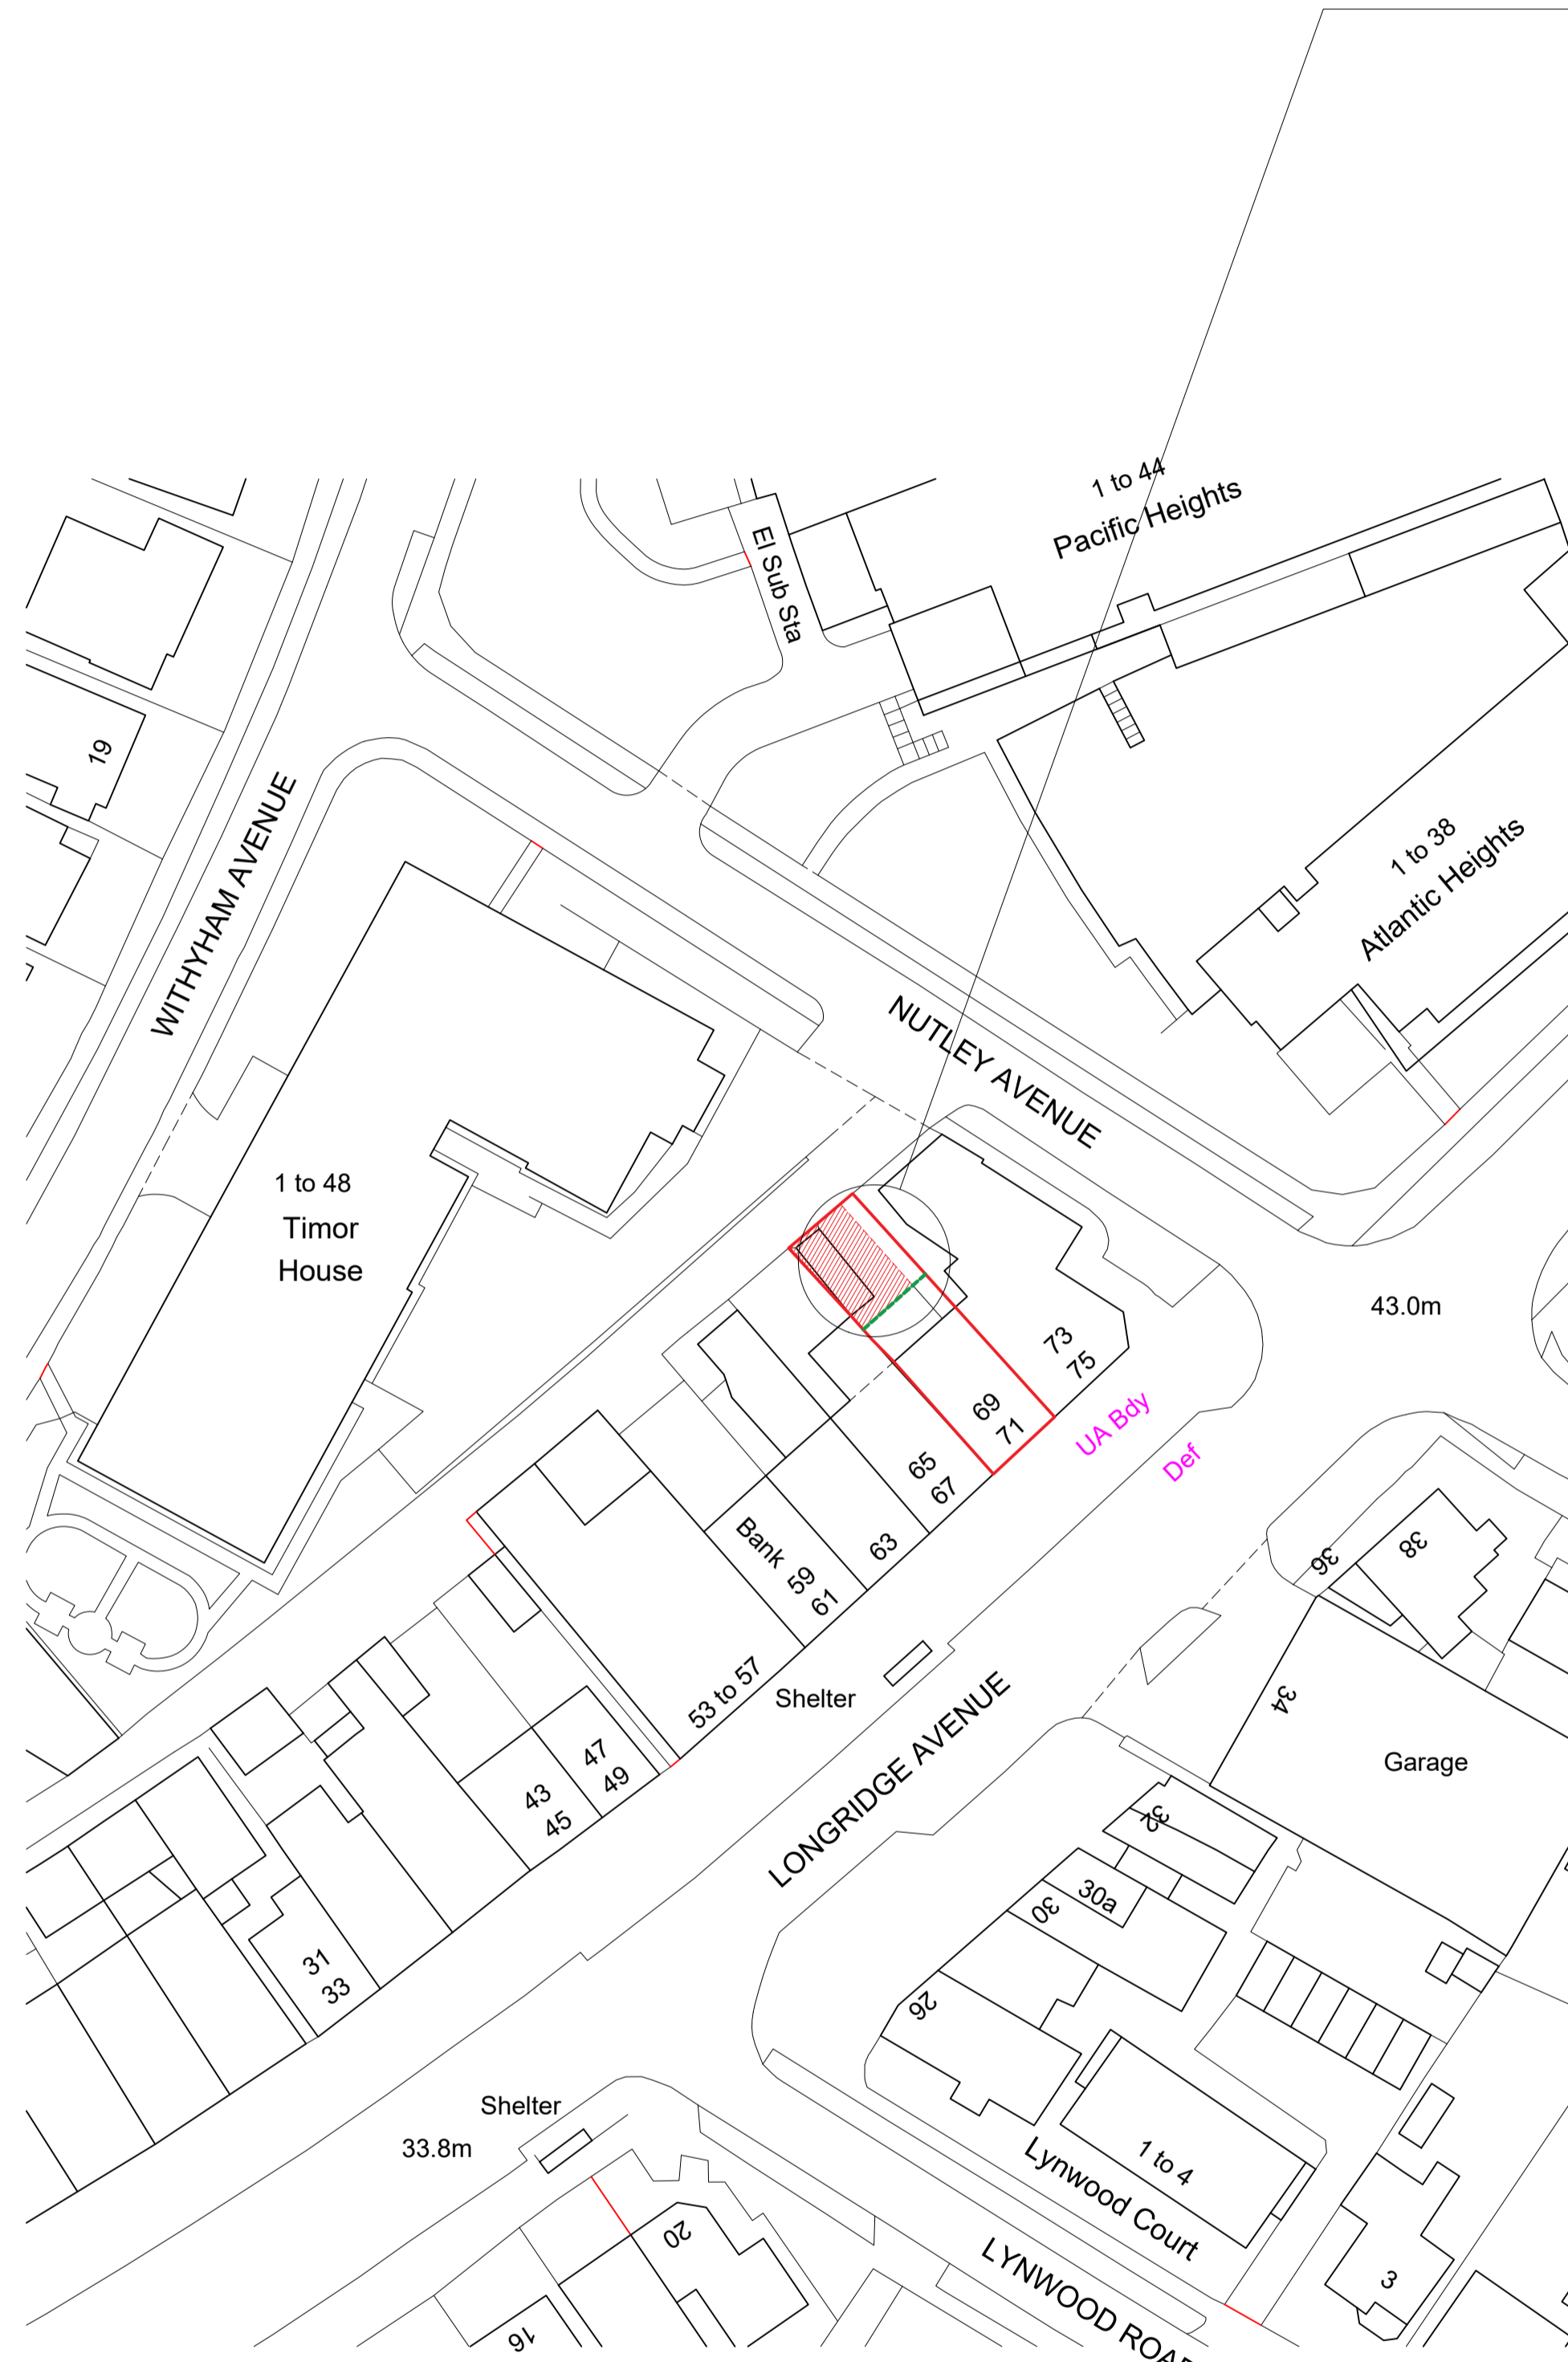 1 to 44
Pacific Heights
El Sub Sta
19
WITHYHAM AVENUE
1 to 38
Atlantic Heights
NUTLEY AVENUE
1 to 48
Timor
House
43.0m
73
75
69
71
UA Bdy
Def
65
67
63
Bank
59
61
53 to 57
Shelter
47
49
43
45
31
33
LONGRIDGE AVENUE
36
38
34
Garage
32
30a
30
26
Shelter
33.8m
1 to 4
Lynwood Court
LYNWOOD ROAD
20
16
3